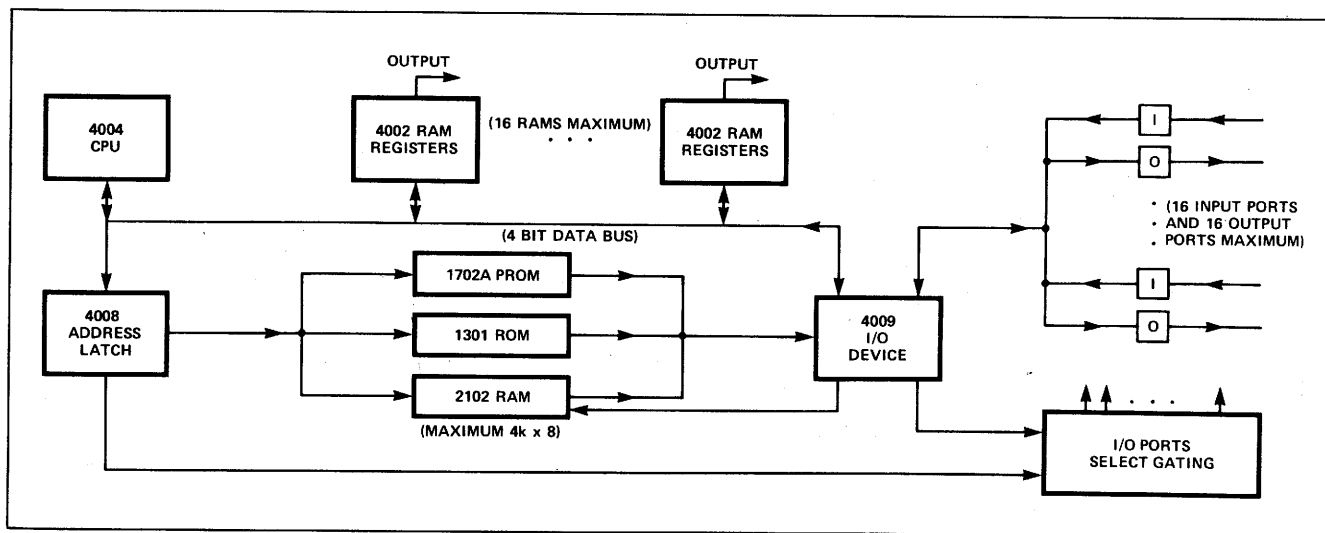 OUTPUT
OUTPUT
4004
CPU
4002 RAM
REGISTERS
(16 RAMS MAXIMUM)
. . .
4002 RAM
REGISTERS
I
O
. (16 INPUT PORTS
. AND 16 OUTPUT
. PORTS MAXIMUM)
I
O
(4 BIT DATA BUS)
4008
ADDRESS
LATCH
1702A PROM
1301 ROM
2102 RAM
(MAXIMUM 4k x 8)
4009
I/O
DEVICE
. . .
I/O PORTS
SELECT GATING